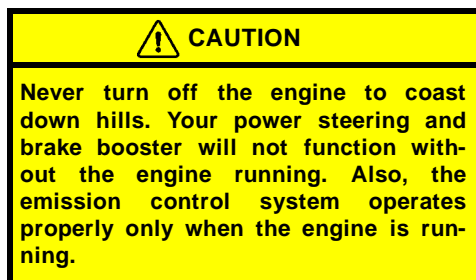 CAUTION
Never turn off the engine to coast
down hills. Your power steering and
brake booster will not function with-
out the engine running. Also, the
emission control system operates
properly only when the engine is run-
ning.